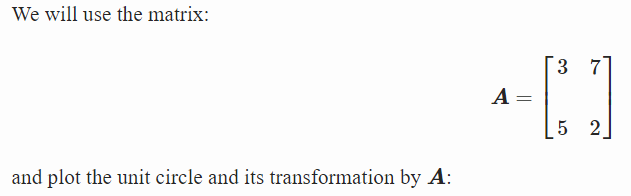 We will use the matrix:
A = [3 7
5 2]
and plot the unit circle and its transformation by A: